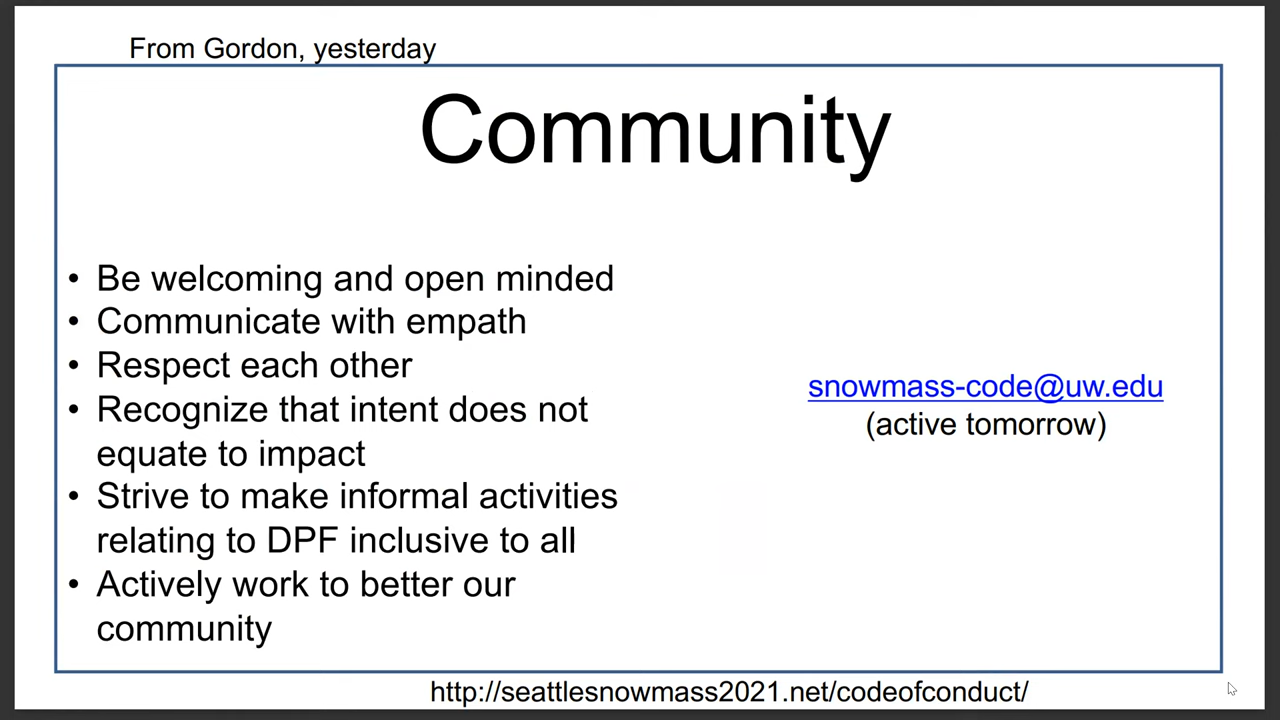 From Gordon, yesterday
Community
• Be welcoming and open minded
• Communicate with empath
• Respect each other
• Recognize that intent does not
equate to impact
• Strive to make informal activities
relating to DPF inclusive to all
• Actively work to better our
community
snowmass-code@uw.edu
(active tomorrow)
http://seattlesnowmass2021.net/codeofconduct/